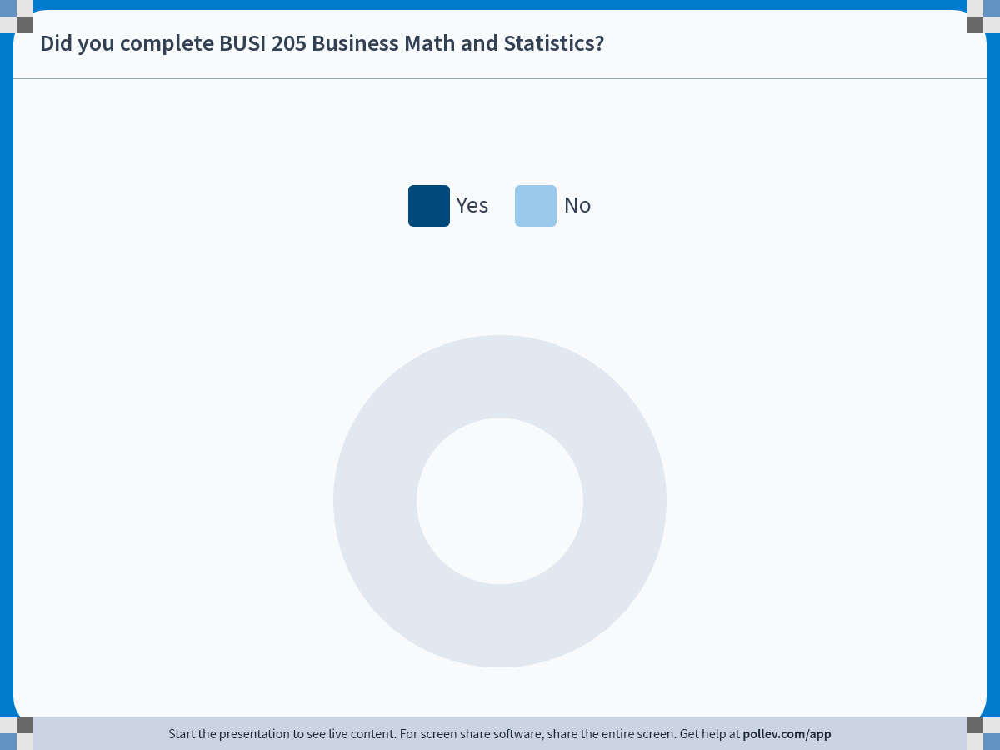 Did you complete BUSI 205 Business Math and Statistics?
Yes No
Start the presentation to see live content. For screen share software, share the entire screen. Get help at pollev.com/app